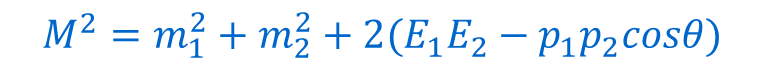 M² = m₁² + m₂² + 2(E₁E₂ − p₁p₂cosθ)